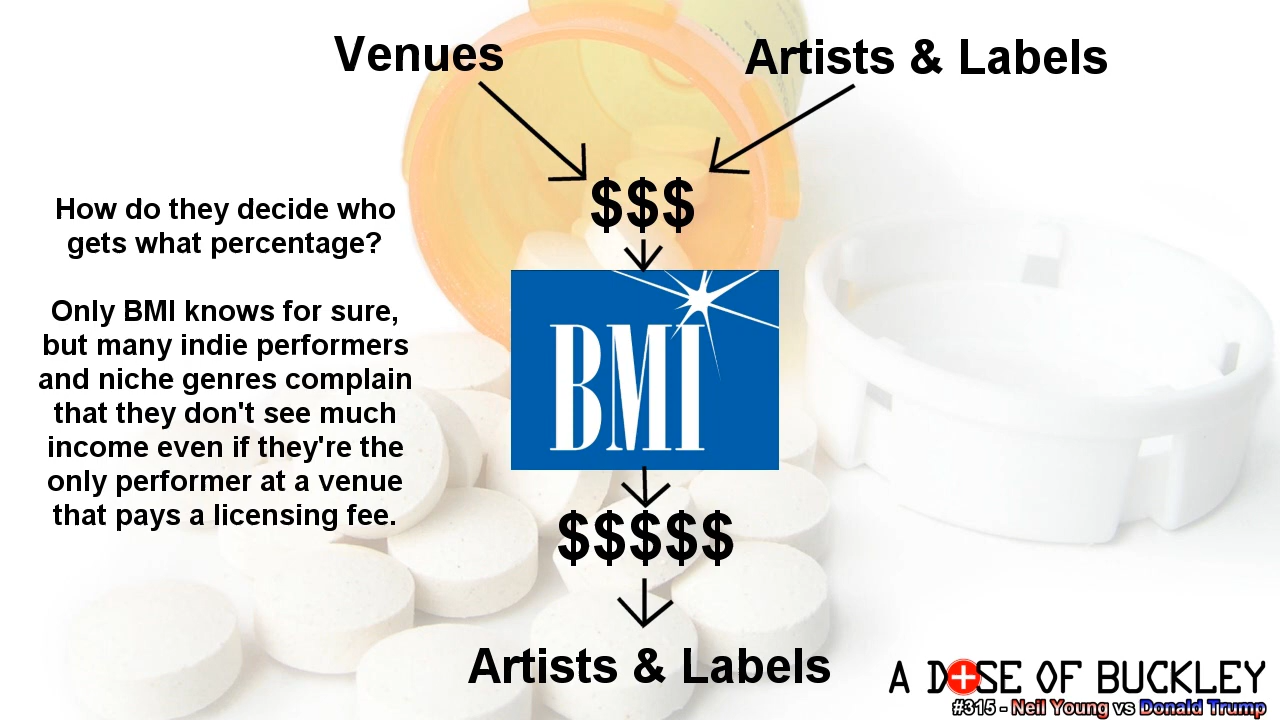 Venues
Artists & Labels
$$$
How do they decide who
gets what percentage?
Only BMI knows for sure,
but many indie performers
and niche genres complain
that they don't see much
income even if they're the
only performer at a venue
that pays a licensing fee.
BMI
$$$$$
Artists & Labels
A DOSE OF BUCKLEY
#315 - Neil Young vs Donald Trump